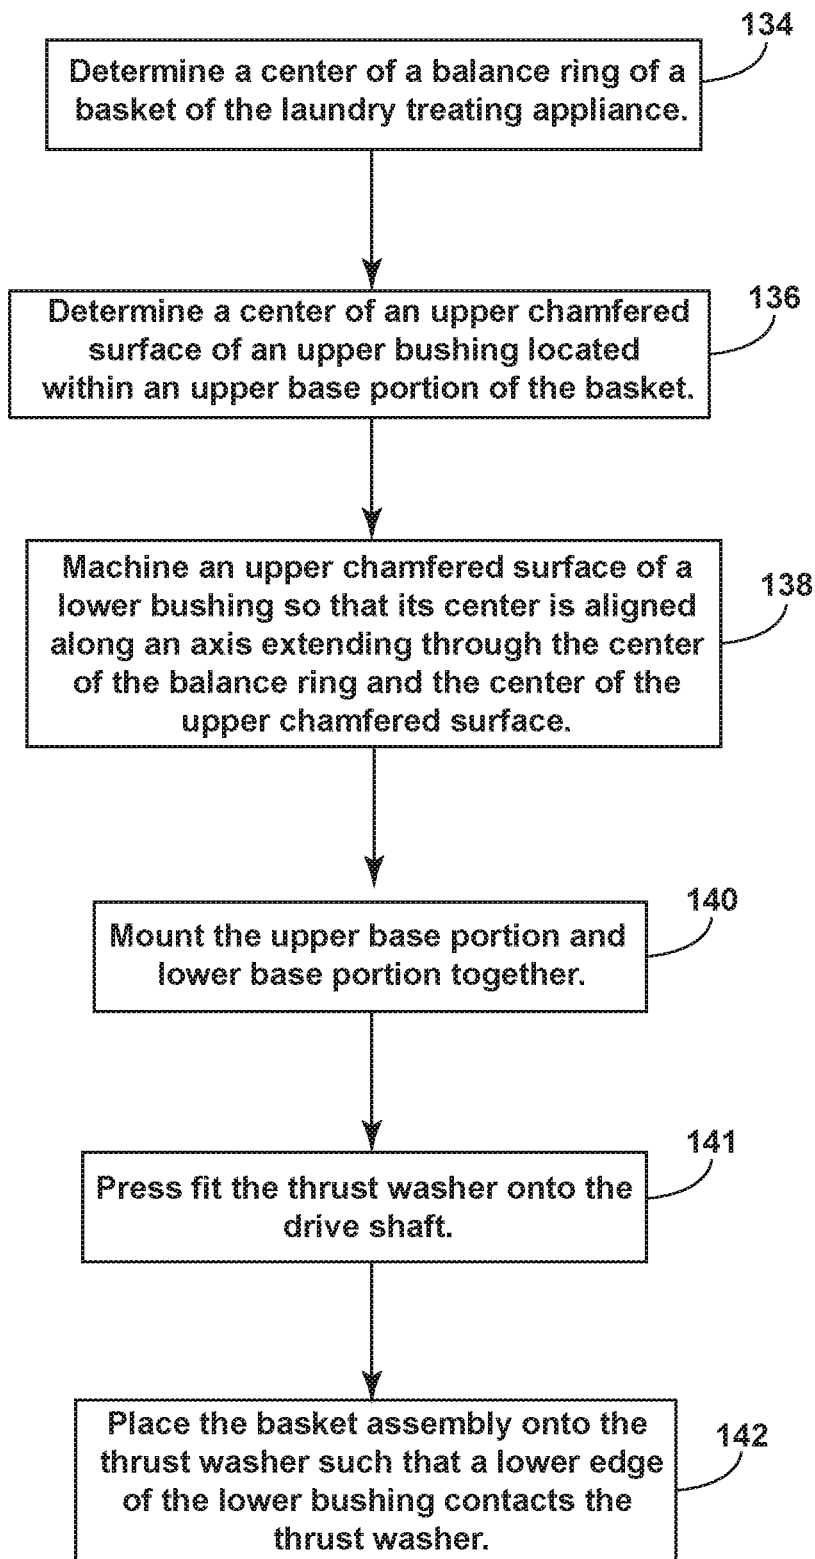 134
Determine a center of a balance ring of a
basket of the laundry treating appliance.
136
Determine a center of an upper chamfered
surface of an upper bushing located
within an upper base portion of the basket.
138
Machine an upper chamfered surface of a
lower bushing so that its center is aligned
along an axis extending through the center
of the balance ring and the center of the
upper chamfered surface.
140
Mount the upper base portion and
lower base portion together.
141
Press fit the thrust washer onto the
drive shaft.
142
Place the basket assembly onto the
thrust washer such that a lower edge
of the lower bushing contacts the
thrust washer.